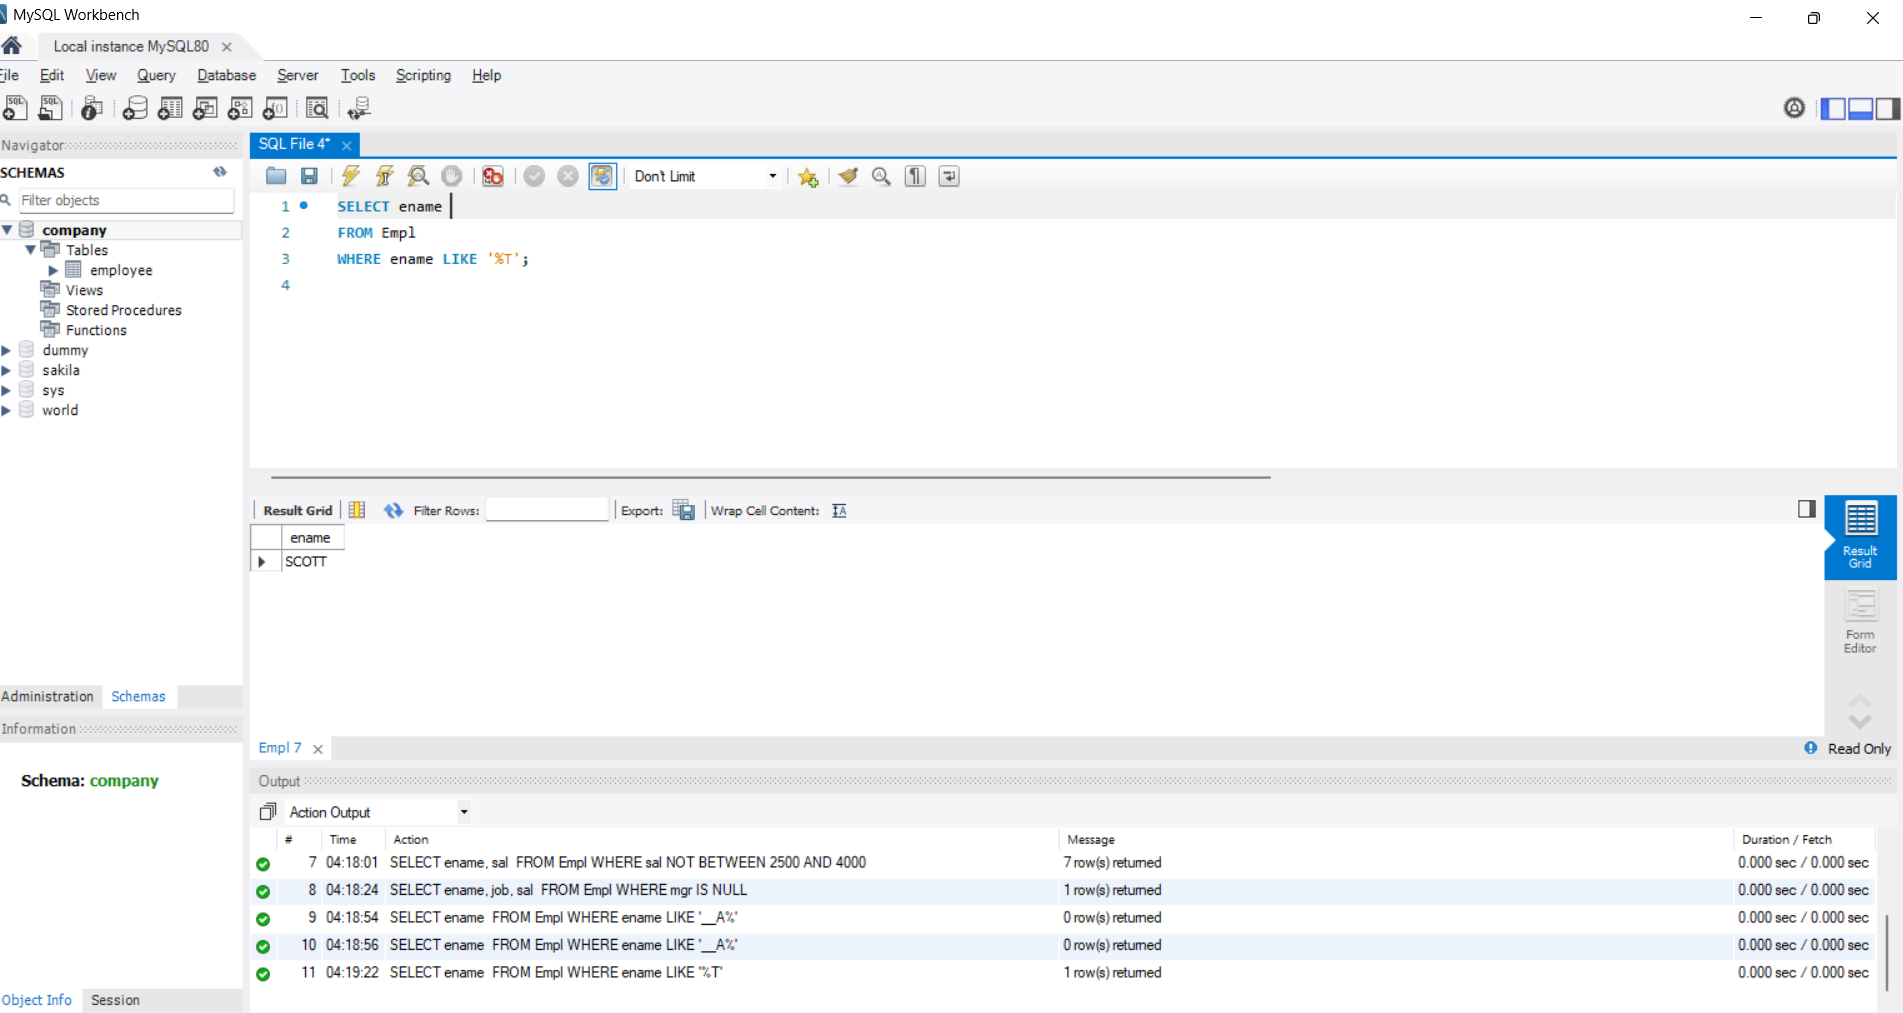 MySQL Workbench
Local instance MySQL80
File Edit View Query Database Server Tools Scripting Help
Navigator
SCHEMAS
Filter objects
company
Tables
employee
Views
Stored Procedures
Functions
dummy
sakila
sys
world
Administration Schemas
Information
Schema: company
Object Info Session
SQL File 4*
Don't Limit
1 SELECT ename
2 FROM Empl
3 WHERE ename LIKE '%T';
4
Result Grid Filter Rows: Export: Wrap Cell Content:
ename
SCOTT
Result
Grid
Form
Editor
Empl 7
Read Only
Output
Action Output
# Time Action Message Duration / Fetch
7 04:18:01 SELECT ename, sal FROM Empl WHERE sal NOT BETWEEN 2500 AND 4000 7 row(s) returned 0.000 sec / 0.000 sec
8 04:18:24 SELECT ename, job, sal FROM Empl WHERE mgr IS NULL 1 row(s) returned 0.000 sec / 0.000 sec
9 04:18:54 SELECT ename FROM Empl WHERE ename LIKE '__A%' 0 row(s) returned 0.000 sec / 0.000 sec
10 04:18:56 SELECT ename FROM Empl WHERE ename LIKE '__A%' 0 row(s) returned 0.000 sec / 0.000 sec
11 04:19:22 SELECT ename FROM Empl WHERE ename LIKE '%T' 1 row(s) returned 0.000 sec / 0.000 sec